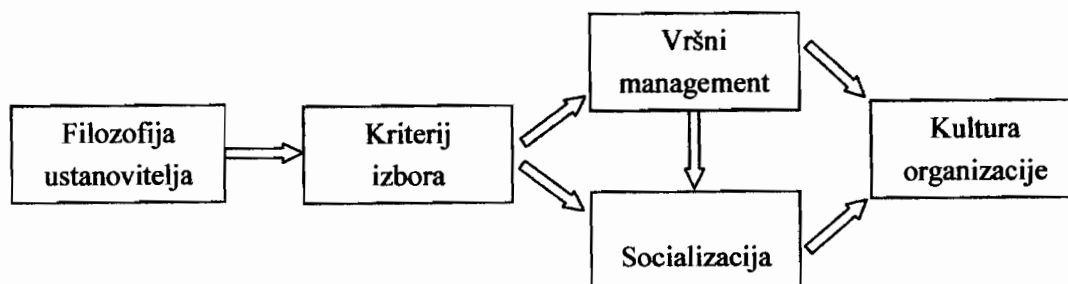 Filozofija
ustanovitelja
Kriterij
izbora
Vršni
management
Socializacija
Kultura
organizacije